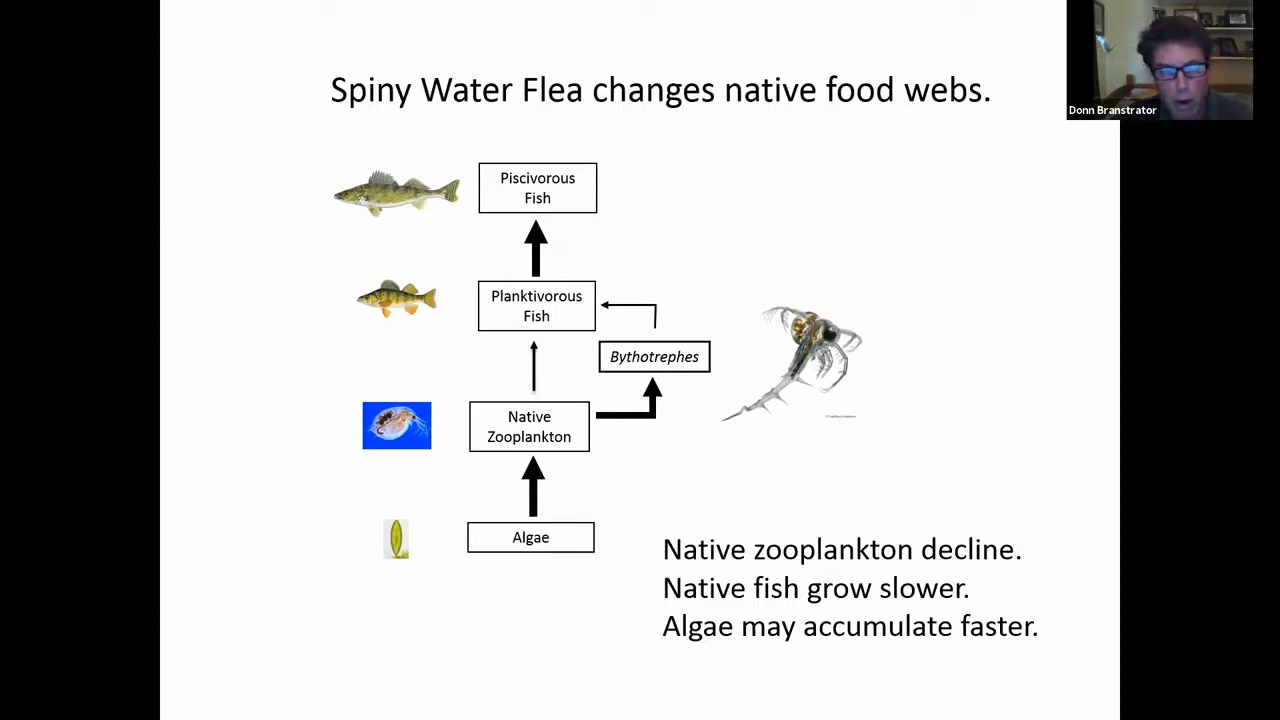 Spiny Water Flea changes native food webs.
Donn Branstrator
Piscivorous
Fish
Planktivorous
Fish
Bythotrephes
Native
Zooplankton
Algae
Native zooplankton decline.
Native fish grow slower.
Algae may accumulate faster.